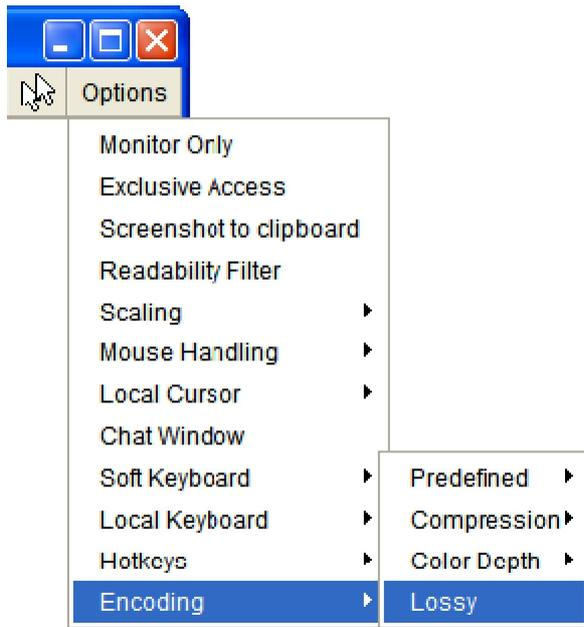 Options
Monitor Only
Exclusive Access
Screenshot to clipboard
Readability Filter
Scaling
Mouse Handling
Local Cursor
Chat Window
Soft Keyboard
Local Keyboard
Hotkeys
Encoding
Predefined
Compression
Color Depth
Lossy